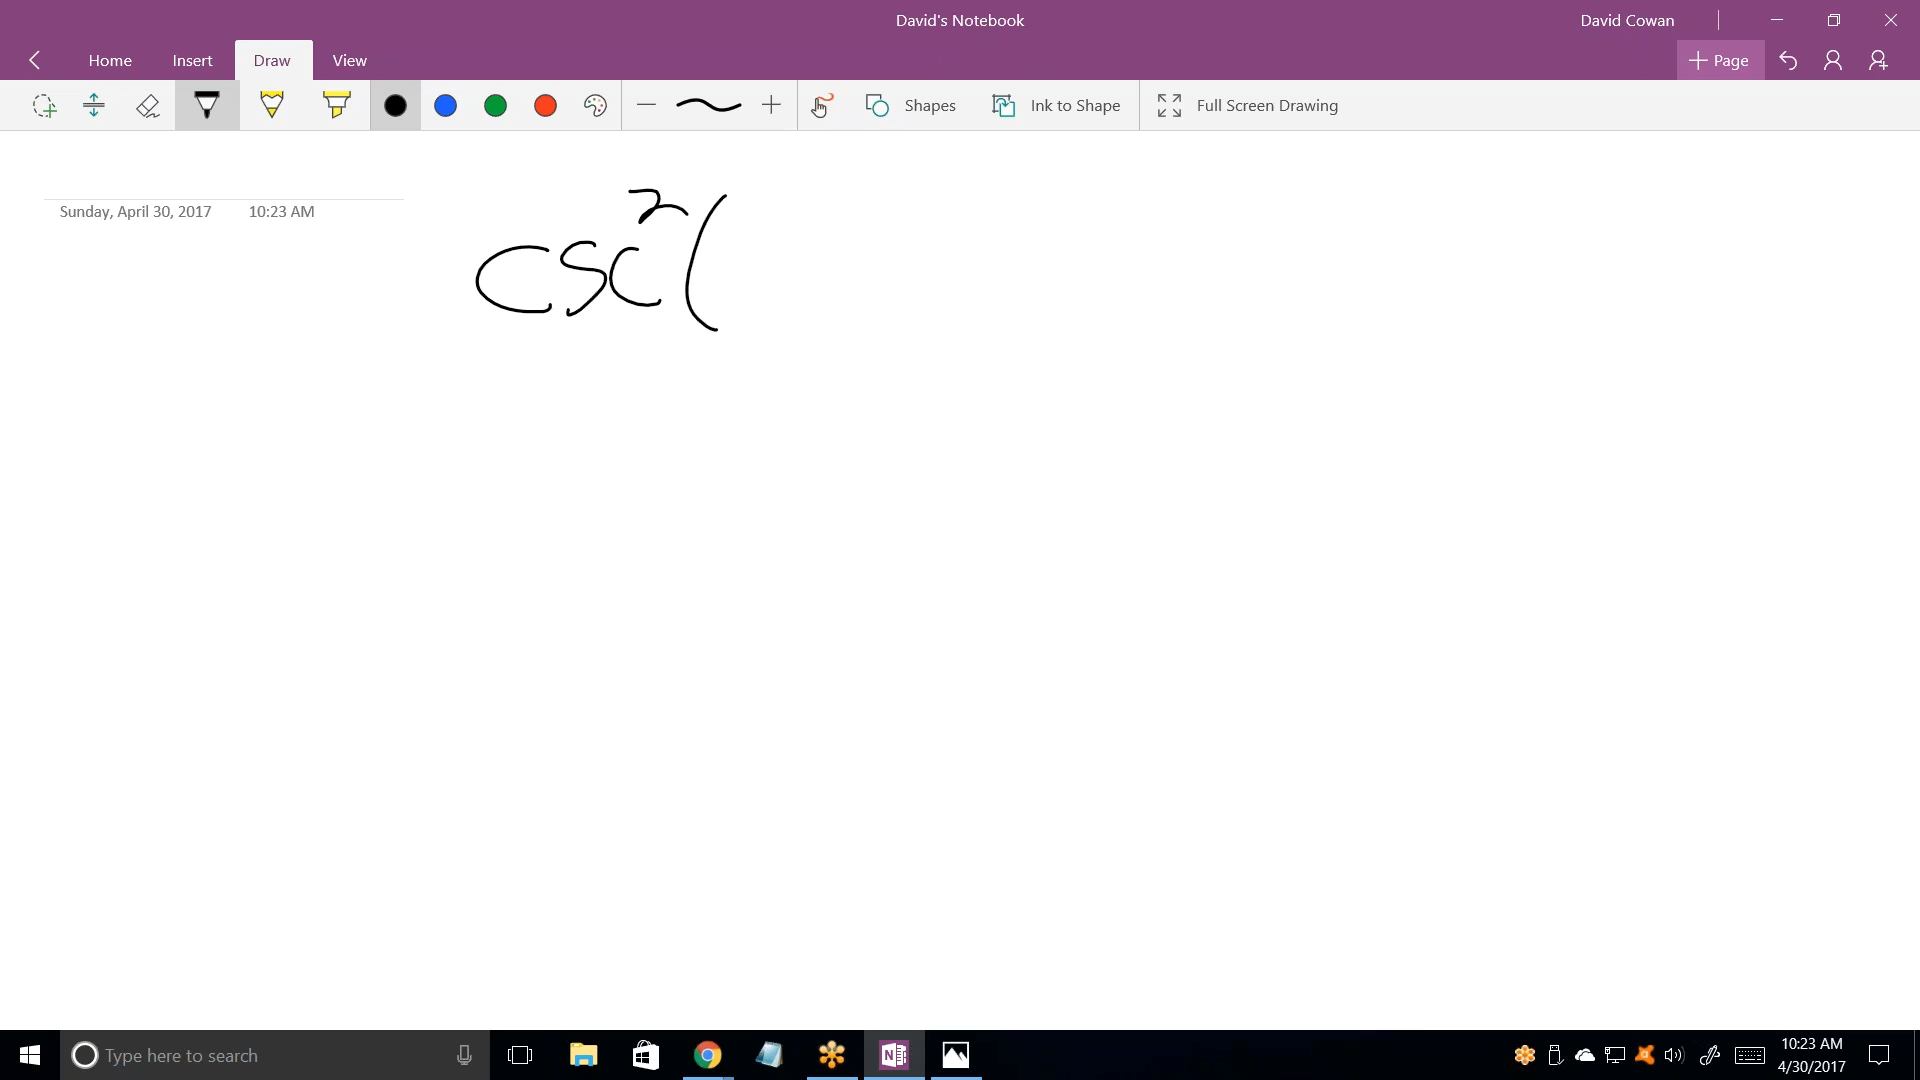 David's Notebook
David Cowan
Home Insert Draw View
Page
Shapes Ink to Shape Full Screen Drawing
Sunday, April 30, 2017 10:23 AM
csc²(
Type here to search
N
10:23 AM
4/30/2017